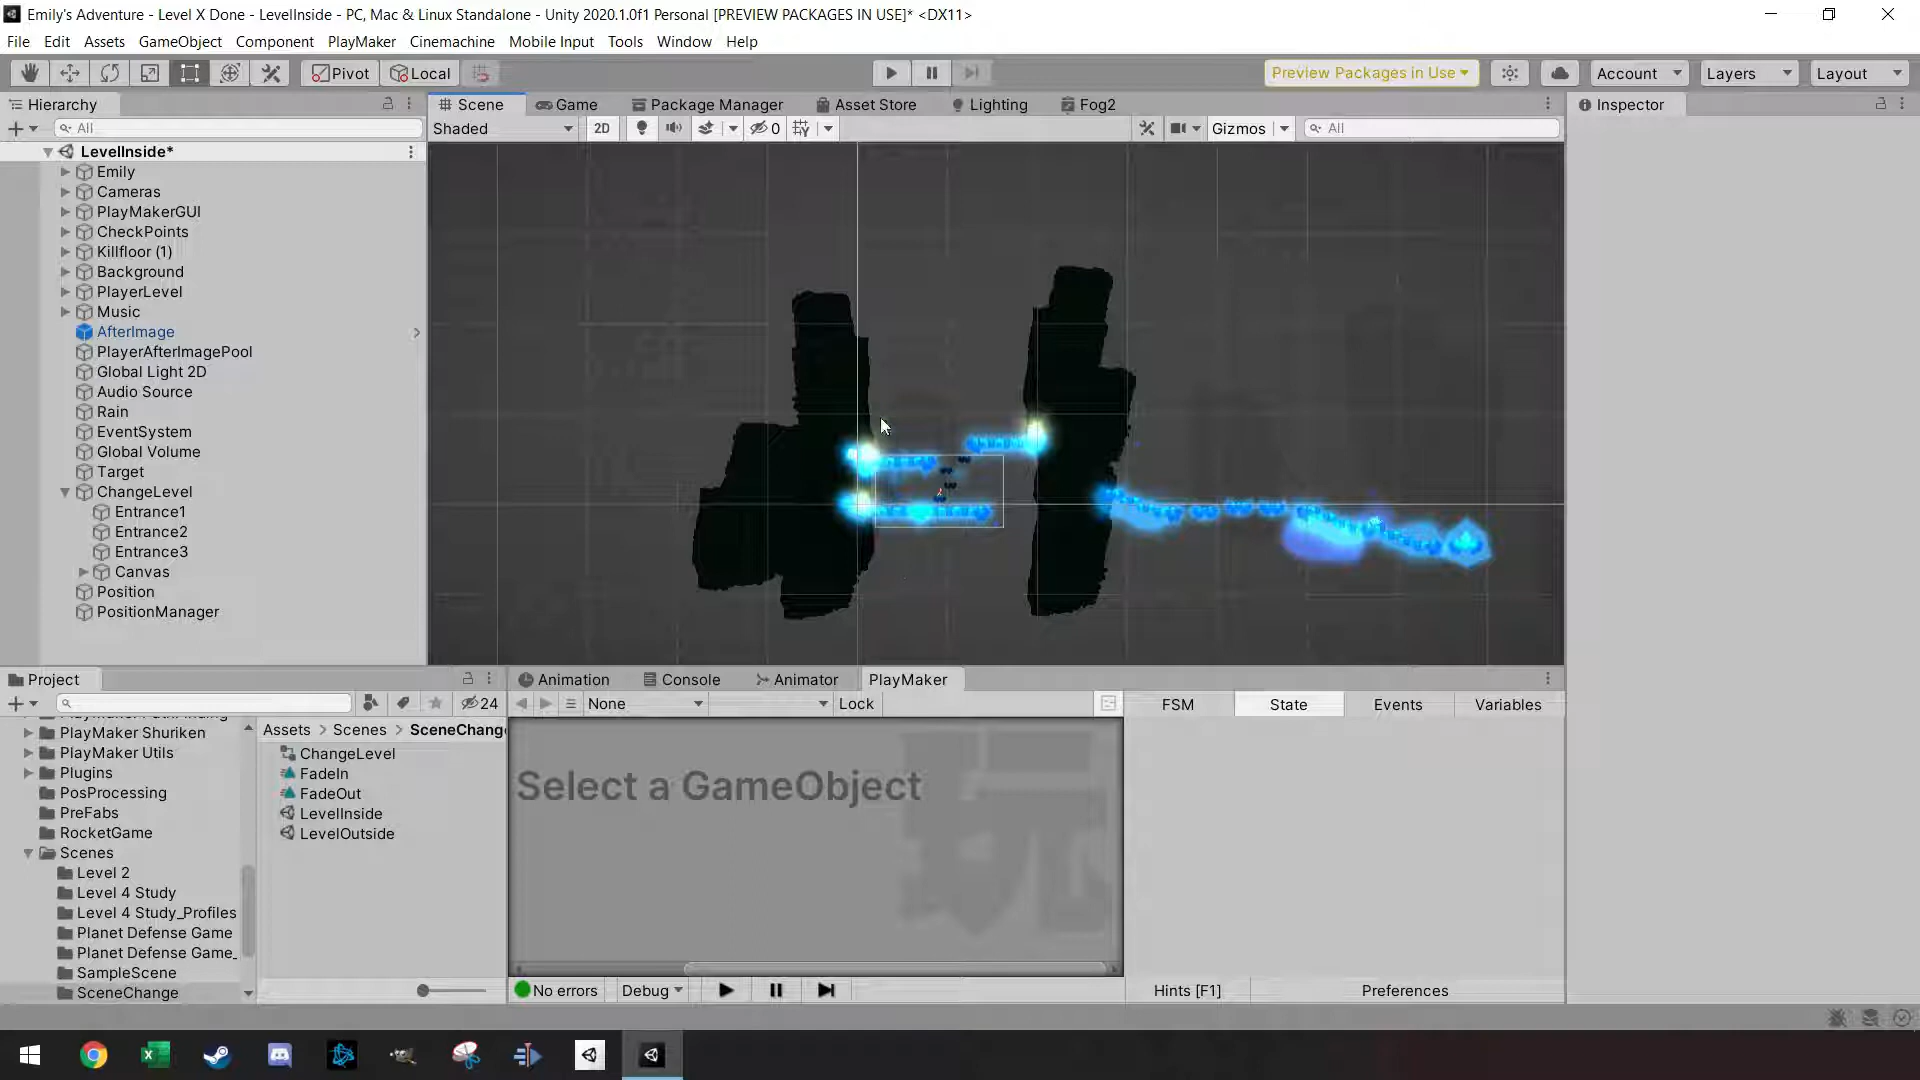 Emily's Adventure - Level X Done - LevelInside - PC, Mac & Linux Standalone - Unity 2020.1.0f1 Personal [PREVIEW PACKAGES IN USE]* <DX11>
File Edit Assets GameObject Component PlayMaker Cinemachine Mobile Input Tools Window Help
Pivot Local Preview Packages in Use Account Layers Layout
Hierarchy Scene Game Package Manager Asset Store Lighting Fog2 Inspector
All Shaded 2D 0 Gizmos All
LevelInside*
Emily
Cameras
PlayMakerGUI
CheckPoints
Killfloor (1)
Background
PlayerLevel
Music
AfterImage
PlayerAfterImagePool
Global Light 2D
Audio Source
Rain
EventSystem
Global Volume
Target
ChangeLevel
Entrance1
Entrance2
Entrance3
Canvas
Position
PositionManager
Project Animation Console Animator PlayMaker
24 None Lock FSM State Events Variables
Assets > Scenes > SceneChang
PlayMaker Shuriken
PlayMaker Utils
Plugins
PosProcessing
PreFabs
RocketGame
Scenes
Level 2
Level 4 Study
Level 4 Study_Profiles
Planet Defense Game
Planet Defense Game_
SampleScene
SceneChange
ChangeLevel
FadeIn
FadeOut
LevelInside
LevelOutside
Select a GameObject
No errors Debug Hints [F1] Preferences